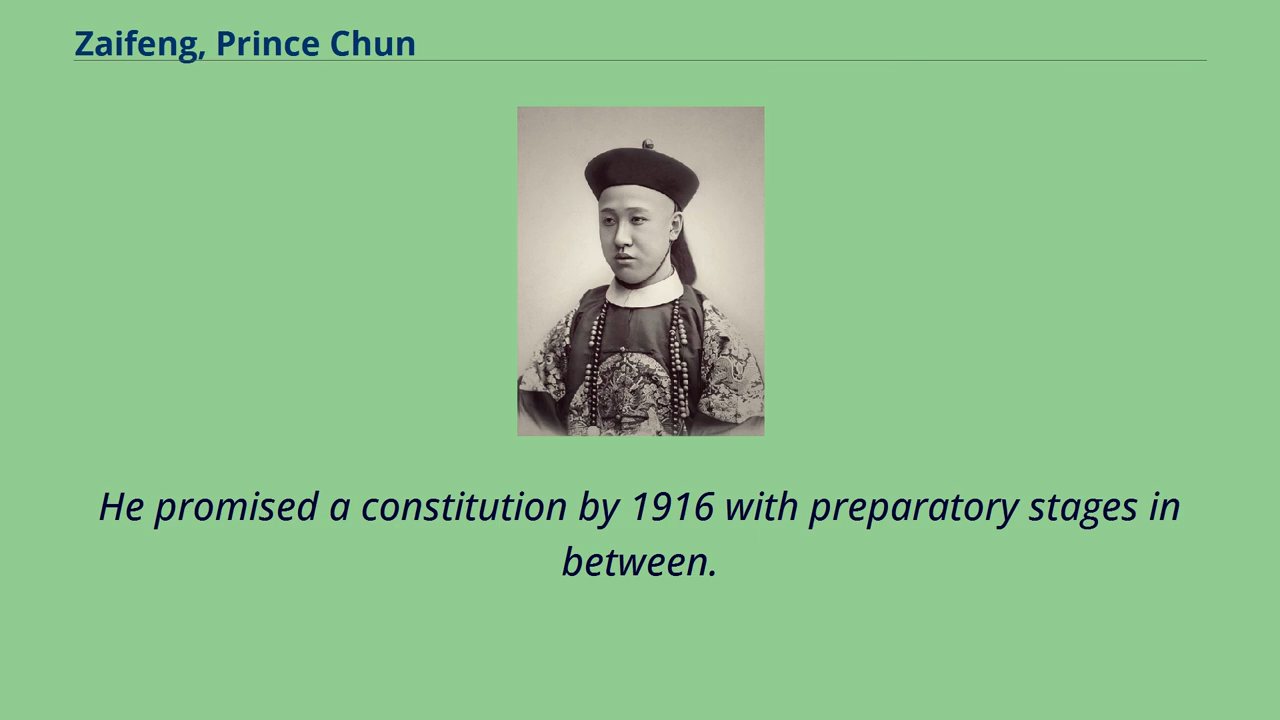 Zaifeng, Prince Chun
He promised a constitution by 1916 with preparatory stages in
between.